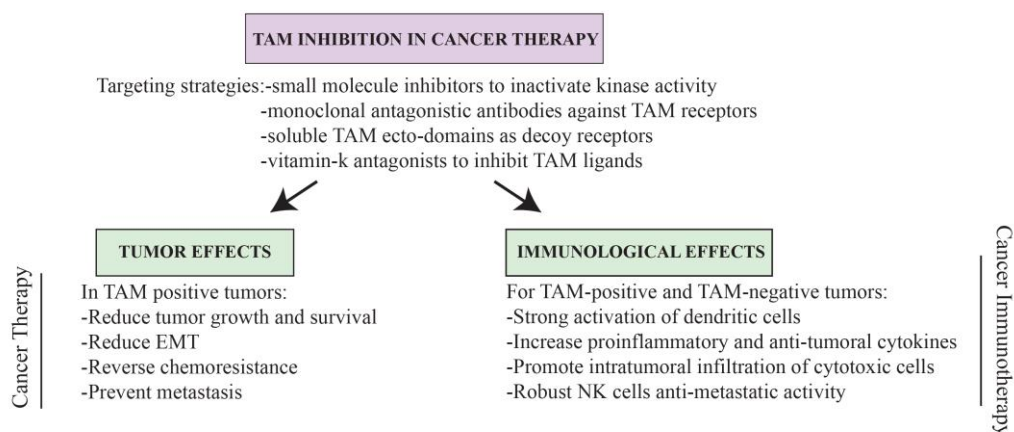 TAM INHIBITION IN CANCER THERAPY
Targeting strategies:-small molecule inhibitors to inactivate kinase activity
-monoclonal antagonistic antibodies against TAM receptors
-soluble TAM ecto-domains as decoy receptors
-vitamin-k antagonists to inhibit TAM ligands
Cancer Therapy
TUMOR EFFECTS
In TAM positive tumors:
-Reduce tumor growth and survival
-Reduce EMT
-Reverse chemoresistance
-Prevent metastasis
IMMUNOLOGICAL EFFECTS
For TAM-positive and TAM-negative tumors:
-Strong activation of dendritic cells
-Increase proinflammatory and anti-tumoral cytokines
-Promote intratumoral infiltration of cytotoxic cells
-Robust NK cells anti-metastatic activity
Cancer Immunotherapy